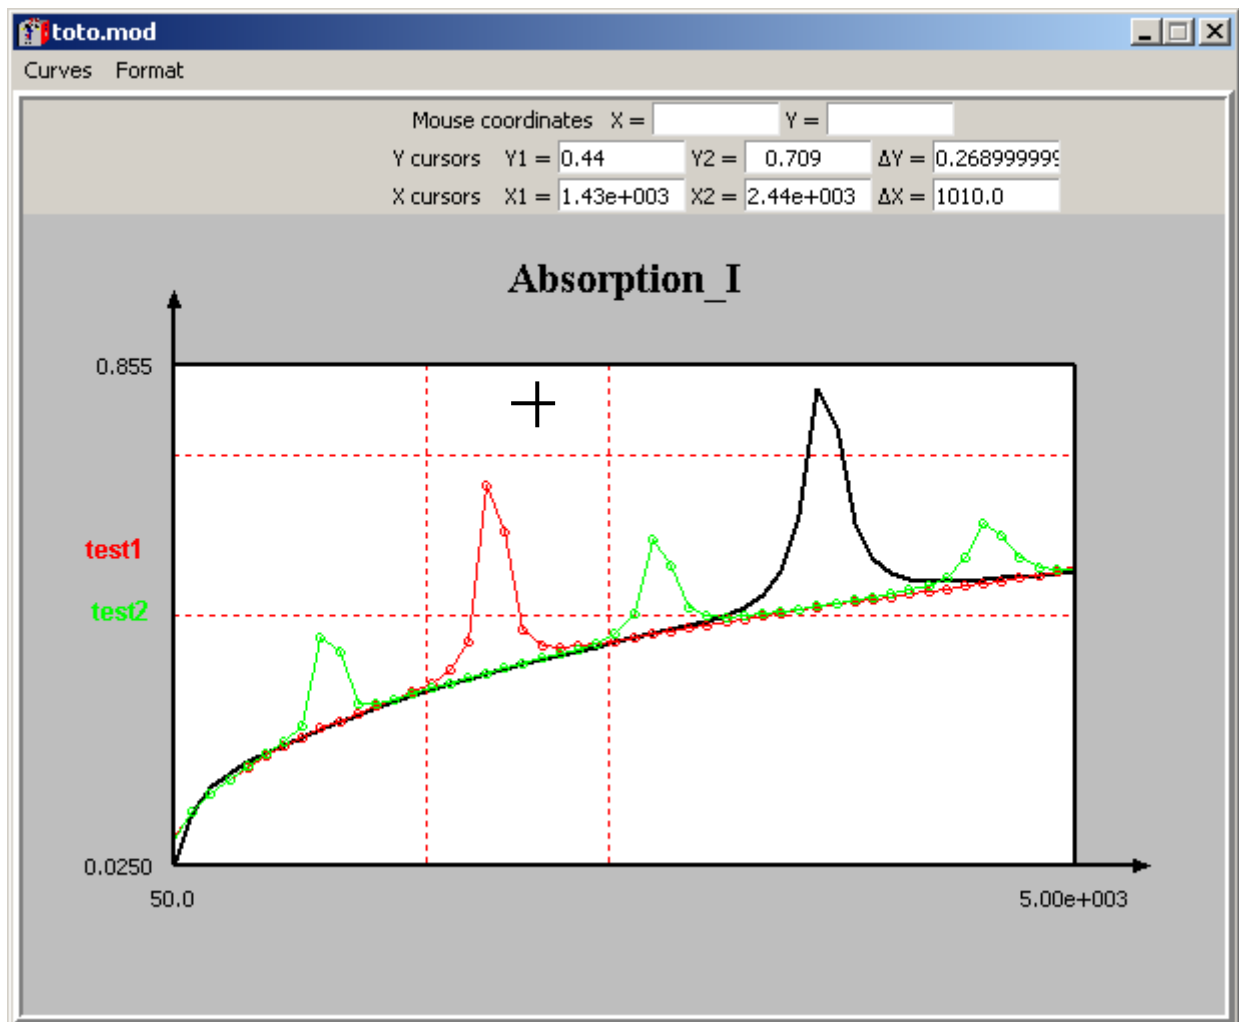 toto.mod
Curves Format
Mouse coordinates X = Y =
Y cursors Y1 = 0.44 Y2 = 0.709 ΔY = 0.268999999
X cursors X1 = 1.43e+003 X2 = 2.44e+003 ΔX = 1010.0
Absorption_I
0.855
test1
test2
0.0250
50.0 5.00e+003